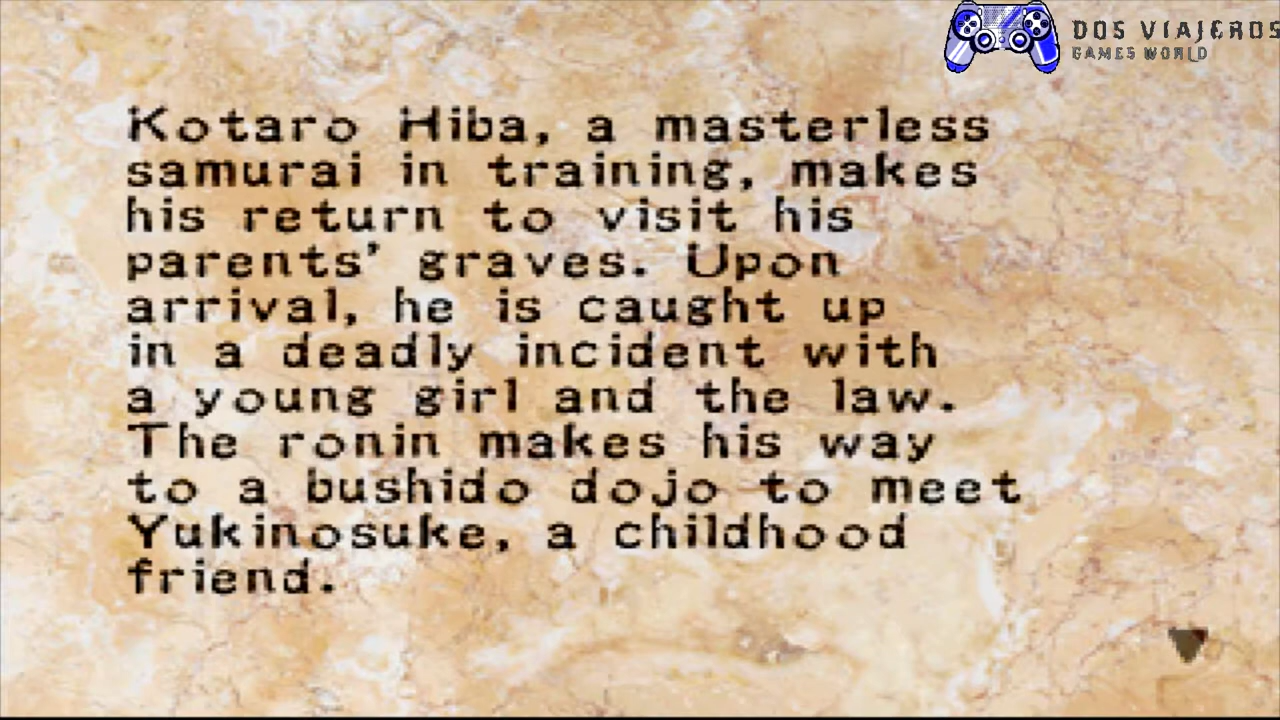 DOS VIAJEROS
GAMES WORLD
Kotaro Hiba, a masterless
samurai in training, makes
his return to visit his
parents' graves. Upon
arrival, he is caught up
in a deadly incident with
a young girl and the law.
The ronin makes his way
to a bushido dojo to meet
Yukinosuke, a childhood
friend.